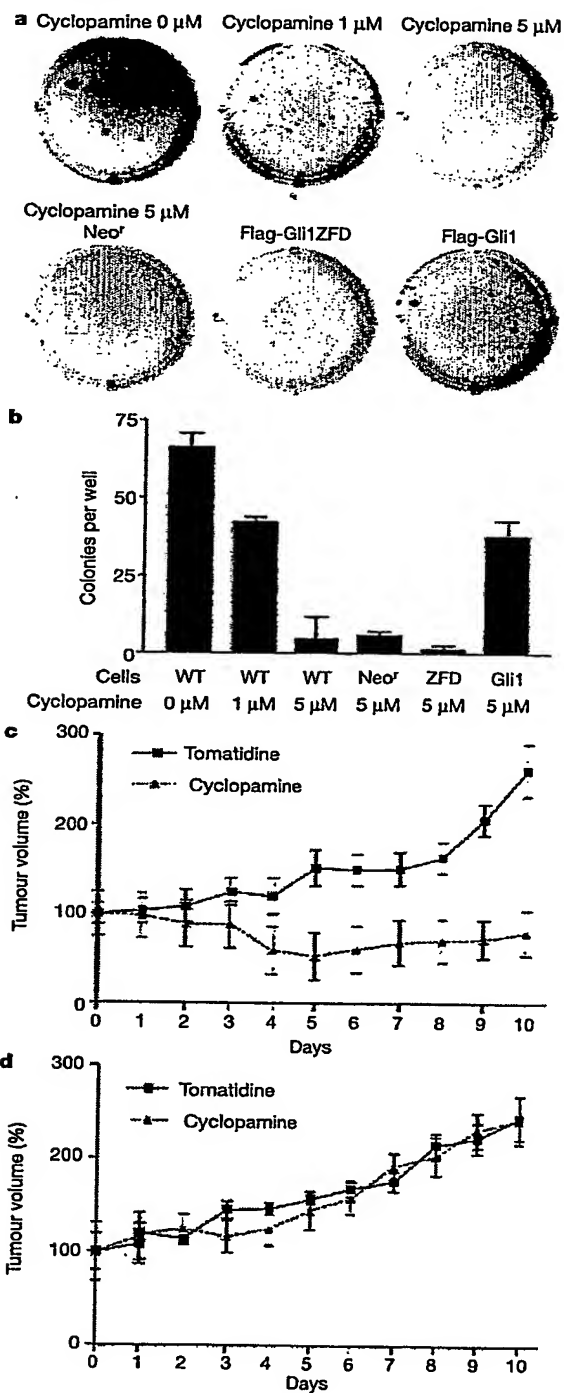 a Cyclopamine 0 µM Cyclopamine 1 µM Cyclopamine 5 µM
Cyclopamine 5 µM
Neoʳ Flag-Gli1ZFD Flag-Gli1
b
75
50
25
0
Colonies per well
Cells WT WT WT Neoʳ ZFD Gli1
Cyclopamine 0 µM 1 µM 5 µM 5 µM 5 µM 5 µM
c
300
200
100
0
Tumour volume (%)
Tomatidine
Cyclopamine
0 1 2 3 4 5 6 7 8 9 10
Days
d
300
200
100
0
Tumour volume (%)
Tomatidine
Cyclopamine
0 1 2 3 4 5 6 7 8 9 10
Days